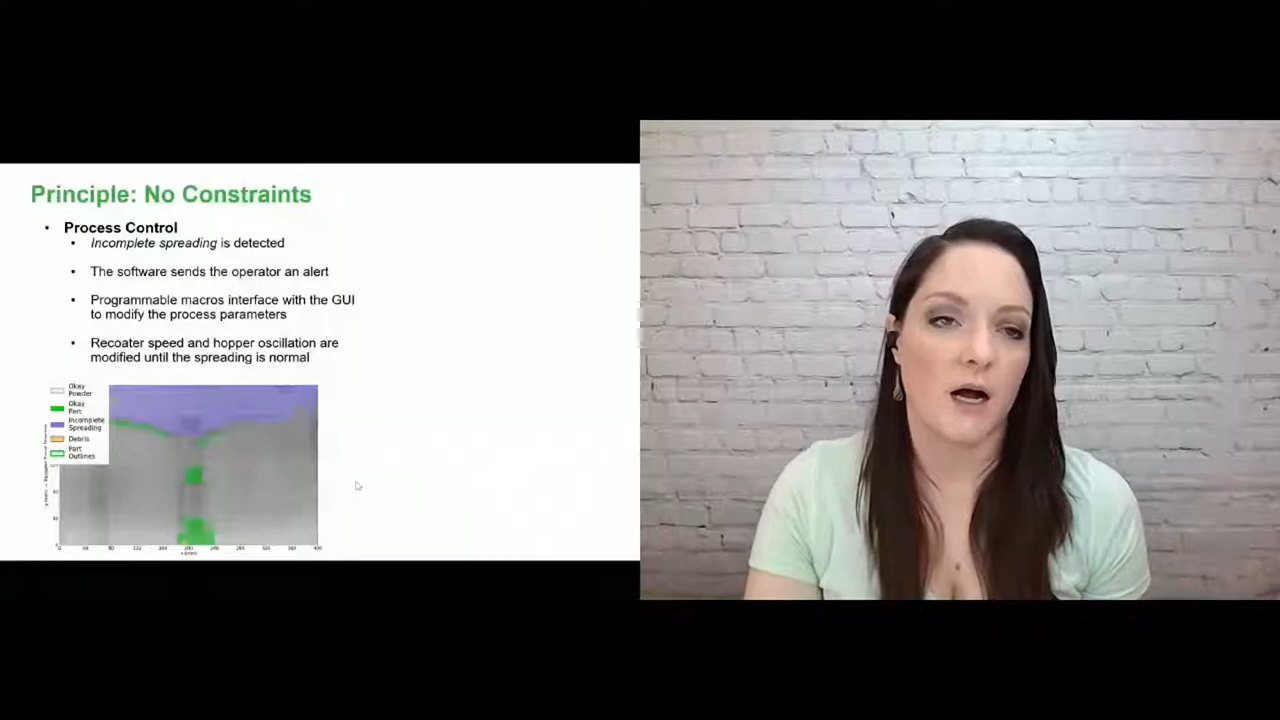 Principle: No Constraints
• Process Control
• Incomplete spreading is detected
• The software sends the operator an alert
• Programmable macros interface with the GUI
to modify the process parameters
• Recoater speed and hopper oscillation are
modified until the spreading is normal
Okay
Powder
Okay
Part
Incomplete
Spreading
Debris
Part
Outlines